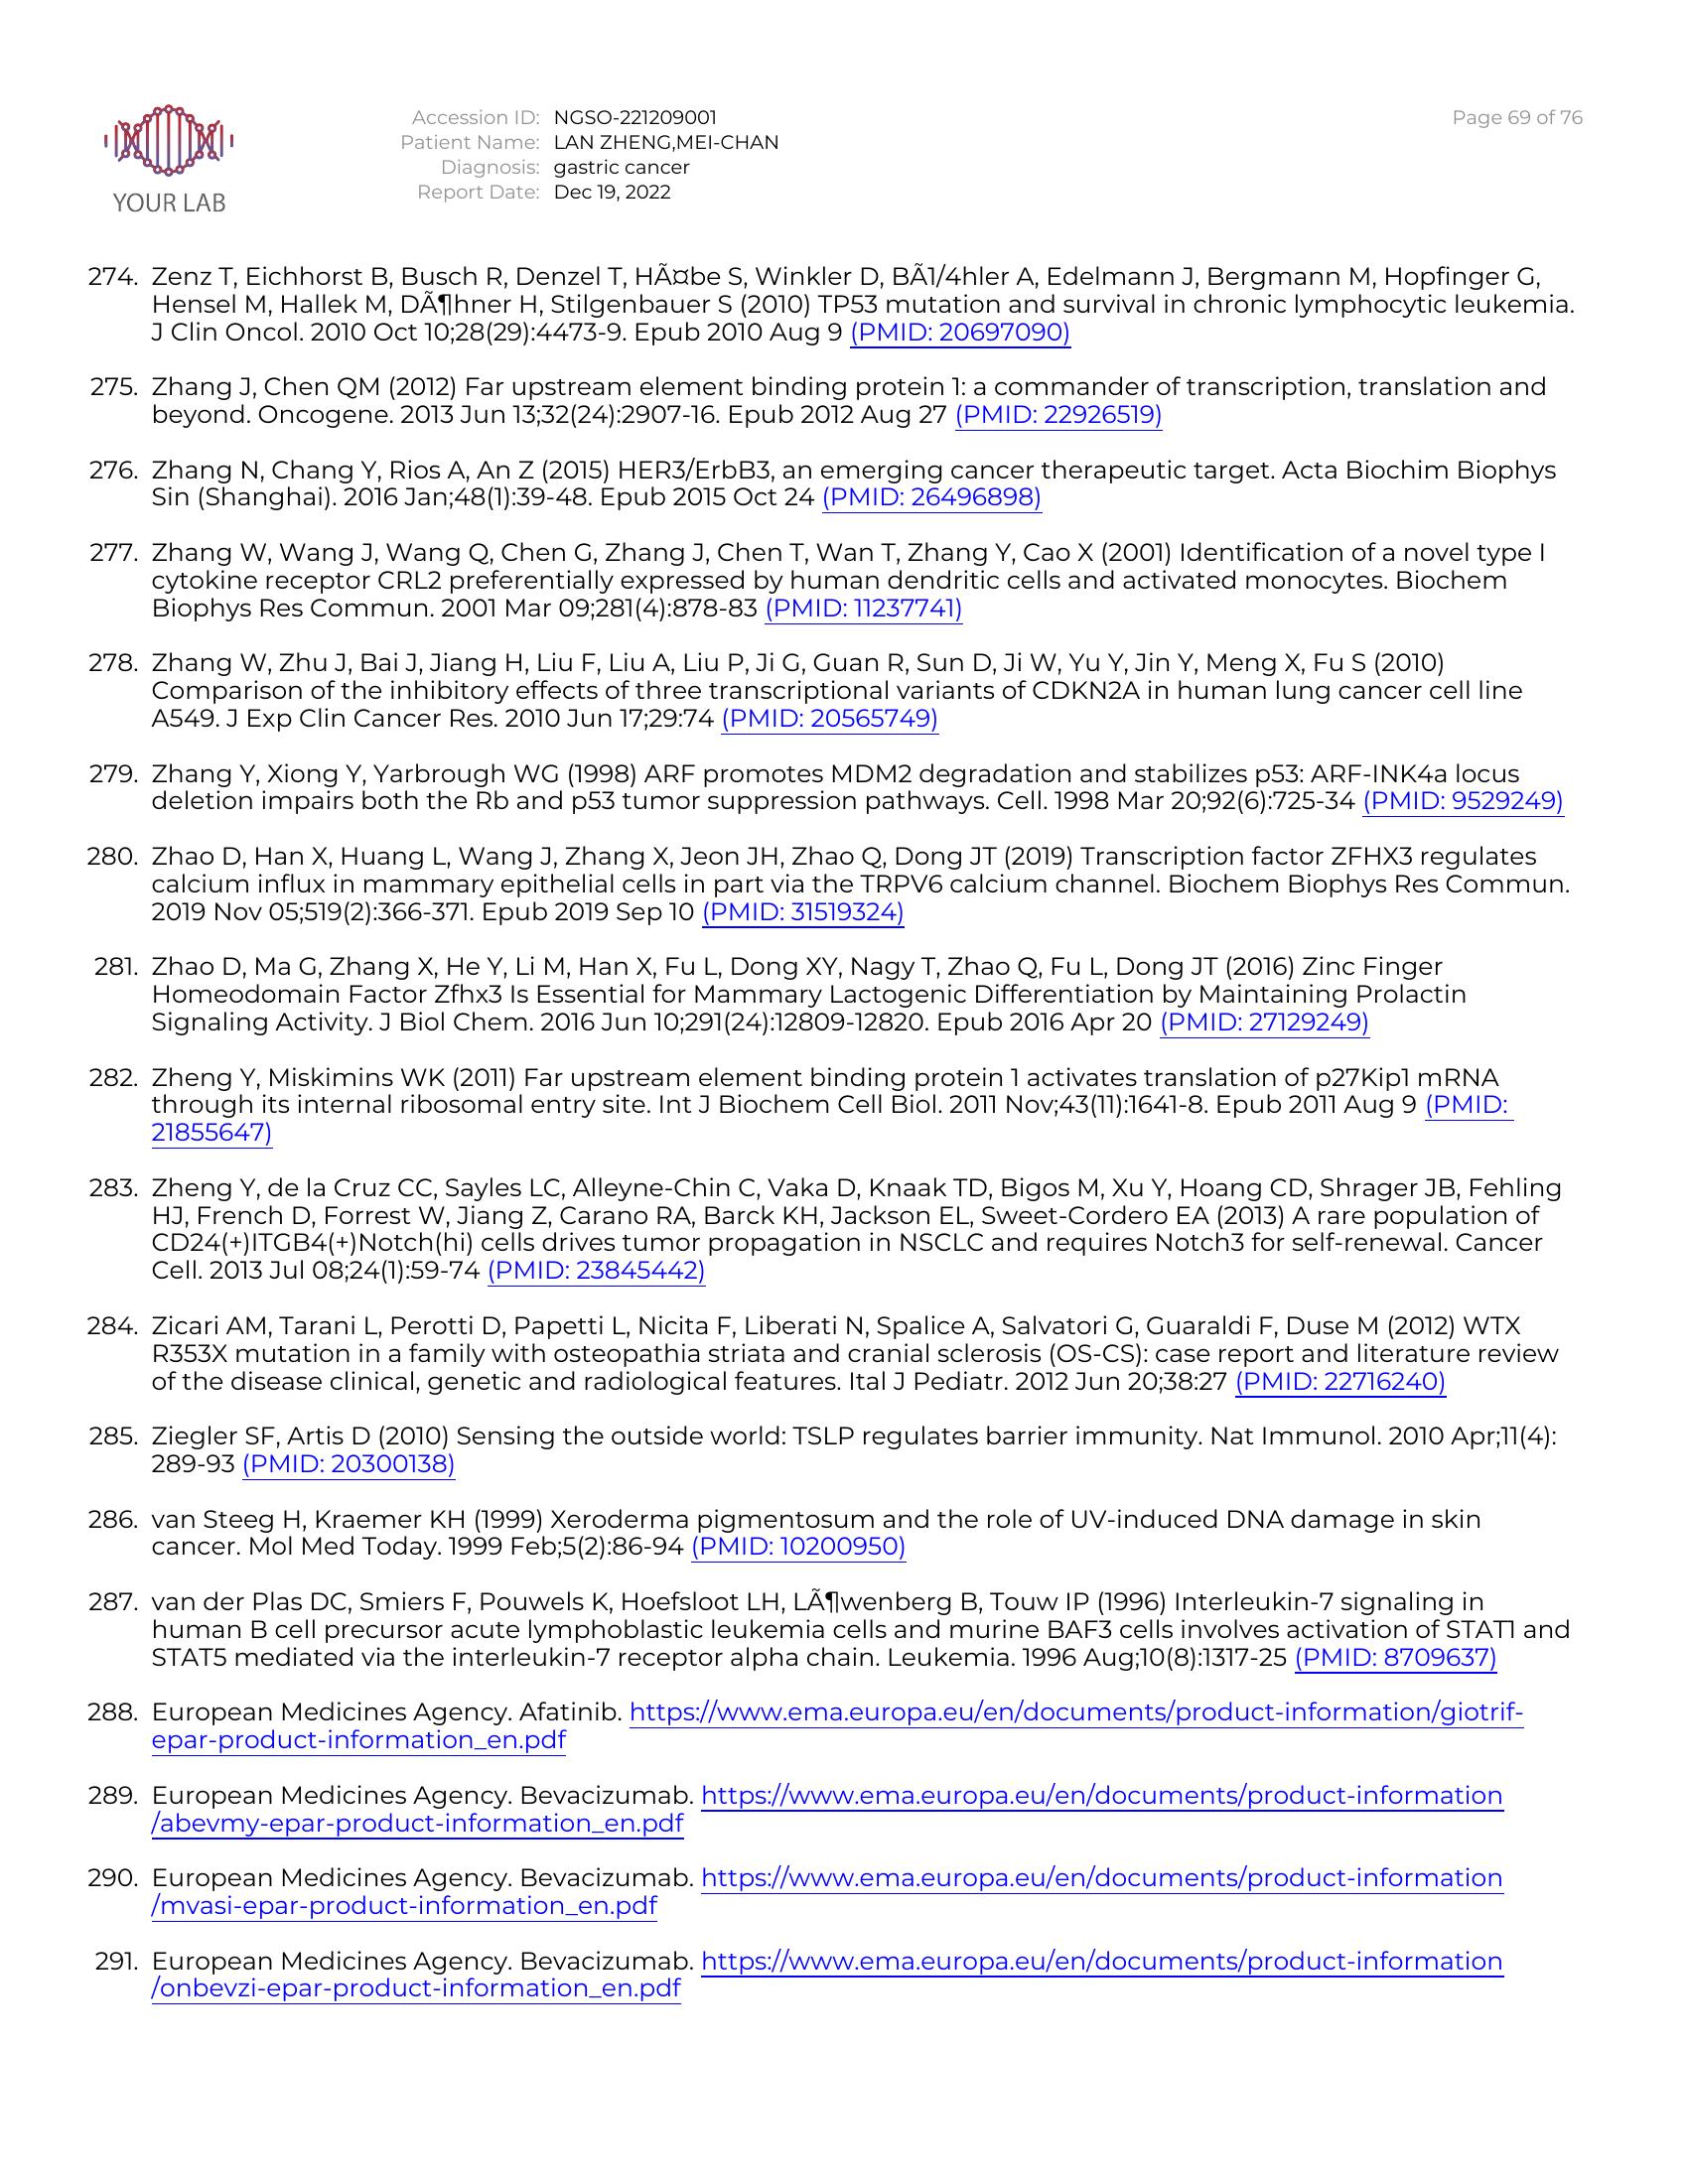 YOUR LAB
Accession ID: NGSO-221209001
Patient Name: LAN ZHENG,MEI-CHAN
Diagnosis: gastric cancer
Report Date: Dec 19, 2022
Page 69 of 76
274. Zenz T, Eichhorst B, Busch R, Denzel T, HÃ¤be S, Winkler D, BÃ1/4hler A, Edelmann J, Bergmann M, Hopfinger G,
Hensel M, Hallek M, DÃ¶hner H, Stilgenbauer S (2010) TP53 mutation and survival in chronic lymphocytic leukemia.
J Clin Oncol. 2010 Oct 10;28(29):4473-9. Epub 2010 Aug 9 (PMID: 20697090)
275. Zhang J, Chen QM (2012) Far upstream element binding protein 1: a commander of transcription, translation and
beyond. Oncogene. 2013 Jun 13;32(24):2907-16. Epub 2012 Aug 27 (PMID: 22926519)
276. Zhang N, Chang Y, Rios A, An Z (2015) HER3/ErbB3, an emerging cancer therapeutic target. Acta Biochim Biophys
Sin (Shanghai). 2016 Jan;48(1):39-48. Epub 2015 Oct 24 (PMID: 26496898)
277. Zhang W, Wang J, Wang Q, Chen G, Zhang J, Chen T, Wan T, Zhang Y, Cao X (2001) Identification of a novel type I
cytokine receptor CRL2 preferentially expressed by human dendritic cells and activated monocytes. Biochem
Biophys Res Commun. 2001 Mar 09;281(4):878-83 (PMID: 11237741)
278. Zhang W, Zhu J, Bai J, Jiang H, Liu F, Liu A, Liu P, Ji G, Guan R, Sun D, Ji W, Yu Y, Jin Y, Meng X, Fu S (2010)
Comparison of the inhibitory effects of three transcriptional variants of CDKN2A in human lung cancer cell line
A549. J Exp Clin Cancer Res. 2010 Jun 17;29:74 (PMID: 20565749)
279. Zhang Y, Xiong Y, Yarbrough WG (1998) ARF promotes MDM2 degradation and stabilizes p53: ARF-INK4a locus
deletion impairs both the Rb and p53 tumor suppression pathways. Cell. 1998 Mar 20;92(6):725-34 (PMID: 9529249)
280. Zhao D, Han X, Huang L, Wang J, Zhang X, Jeon JH, Zhao Q, Dong JT (2019) Transcription factor ZFHX3 regulates
calcium influx in mammary epithelial cells in part via the TRPV6 calcium channel. Biochem Biophys Res Commun.
2019 Nov 05;519(2):366-371. Epub 2019 Sep 10 (PMID: 31519324)
281. Zhao D, Ma G, Zhang X, He Y, Li M, Han X, Fu L, Dong XY, Nagy T, Zhao Q, Fu L, Dong JT (2016) Zinc Finger
Homeodomain Factor Zfhx3 Is Essential for Mammary Lactogenic Differentiation by Maintaining Prolactin
Signaling Activity. J Biol Chem. 2016 Jun 10;291(24):12809-12820. Epub 2016 Apr 20 (PMID: 27129249)
282. Zheng Y, Miskimins WK (2011) Far upstream element binding protein 1 activates translation of p27Kip1 mRNA
through its internal ribosomal entry site. Int J Biochem Cell Biol. 2011 Nov;43(11):1641-8. Epub 2011 Aug 9 (PMID:
21855647)
283. Zheng Y, de la Cruz CC, Sayles LC, Alleyne-Chin C, Vaka D, Knaak TD, Bigos M, Xu Y, Hoang CD, Shrager JB, Fehling
HJ, French D, Forrest W, Jiang Z, Carano RA, Barck KH, Jackson EL, Sweet-Cordero EA (2013) A rare population of
CD24(+)ITGB4(+)Notch(hi) cells drives tumor propagation in NSCLC and requires Notch3 for self-renewal. Cancer
Cell. 2013 Jul 08;24(1):59-74 (PMID: 23845442)
284. Zicari AM, Tarani L, Perotti D, Papetti L, Nicita F, Liberati N, Spalice A, Salvatori G, Guaraldi F, Duse M (2012) WTX
R353X mutation in a family with osteopathia striata and cranial sclerosis (OS-CS): case report and literature review
of the disease clinical, genetic and radiological features. Ital J Pediatr. 2012 Jun 20;38:27 (PMID: 22716240)
285. Ziegler SF, Artis D (2010) Sensing the outside world: TSLP regulates barrier immunity. Nat Immunol. 2010 Apr;11(4):
289-93 (PMID: 20300138)
286. van Steeg H, Kraemer KH (1999) Xeroderma pigmentosum and the role of UV-induced DNA damage in skin
cancer. Mol Med Today. 1999 Feb;5(2):86-94 (PMID: 10200950)
287. van der Plas DC, Smiers F, Pouwels K, Hoefsloot LH, LÃ¶wenberg B, Touw IP (1996) Interleukin-7 signaling in
human B cell precursor acute lymphoblastic leukemia cells and murine BAF3 cells involves activation of STAT1 and
STAT5 mediated via the interleukin-7 receptor alpha chain. Leukemia. 1996 Aug;10(8):1317-25 (PMID: 8709637)
288. European Medicines Agency. Afatinib. https://www.ema.europa.eu/en/documents/product-information/giotrif-
epar-product-information_en.pdf
289. European Medicines Agency. Bevacizumab. https://www.ema.europa.eu/en/documents/product-information
/abevmy-epar-product-information_en.pdf
290. European Medicines Agency. Bevacizumab. https://www.ema.europa.eu/en/documents/product-information
/mvasi-epar-product-information_en.pdf
291. European Medicines Agency. Bevacizumab. https://www.ema.europa.eu/en/documents/product-information
/onbevzi-epar-product-information_en.pdf